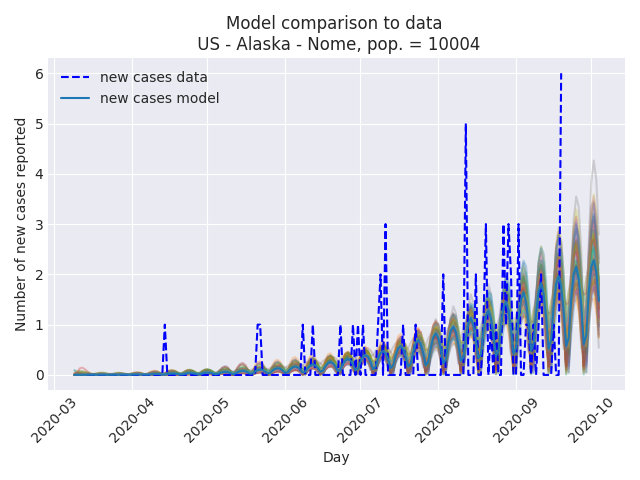 Model comparison to data
US - Alaska - Nome, pop. = 10004
new cases data
new cases model
Number of new cases reported
6
5
4
3
2
1
0
2020-03
2020-04
2020-05
2020-06
2020-07
2020-08
2020-09
2020-10
Day